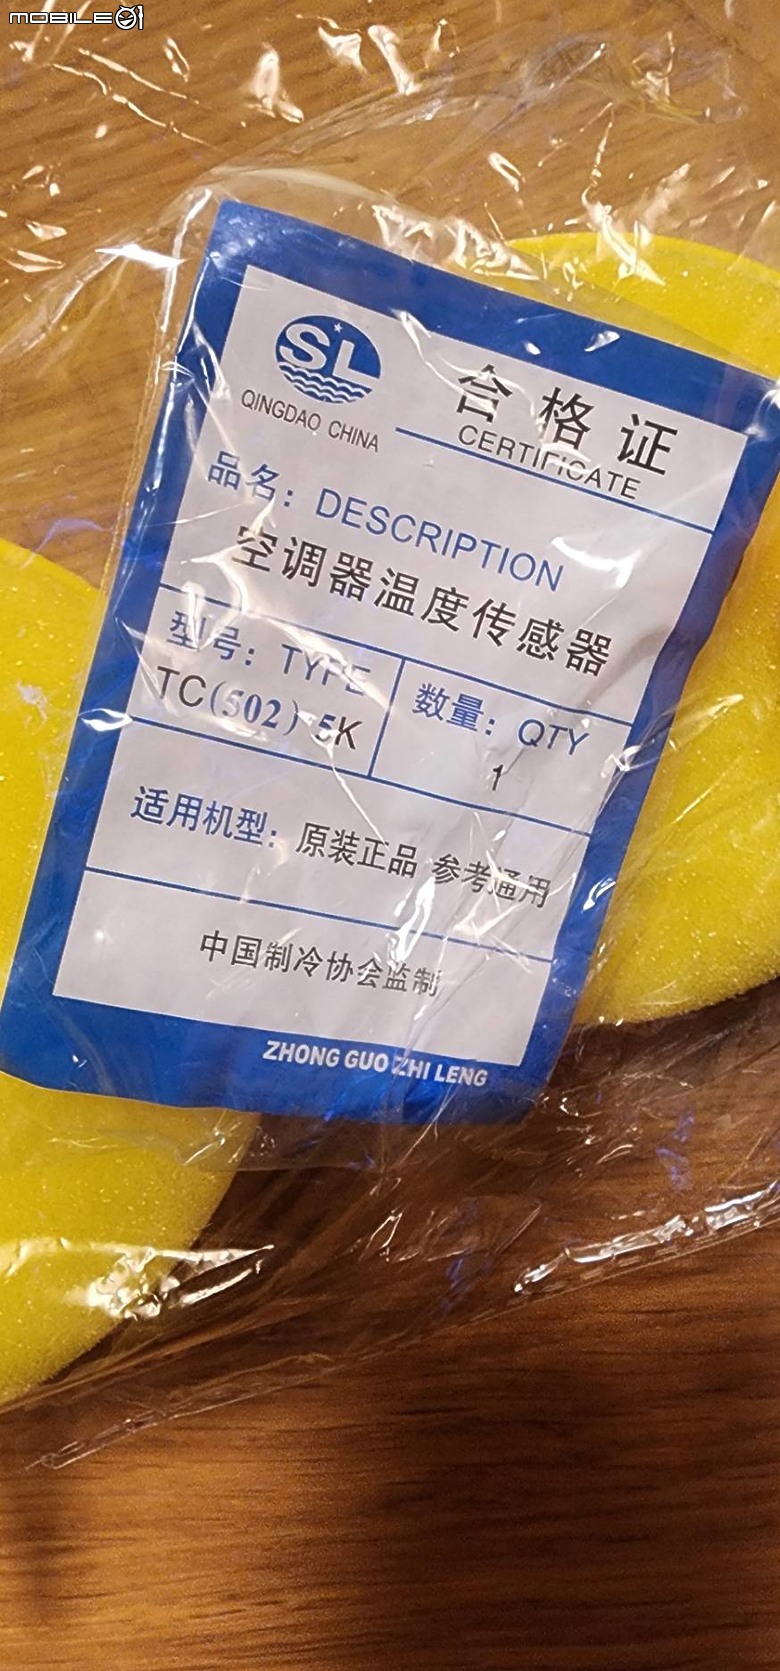 MOBILE01
SL
QINGDAO CHINA
合格证
CERTIFICATE
品名：DESCRIPTION
空调器温度传感器
型号：TYPE
TC(502) 5K
数量：QTY
1
适用机型：原装正品 参考通用
中国制冷协会监制
ZHONG GUO ZHI LENG